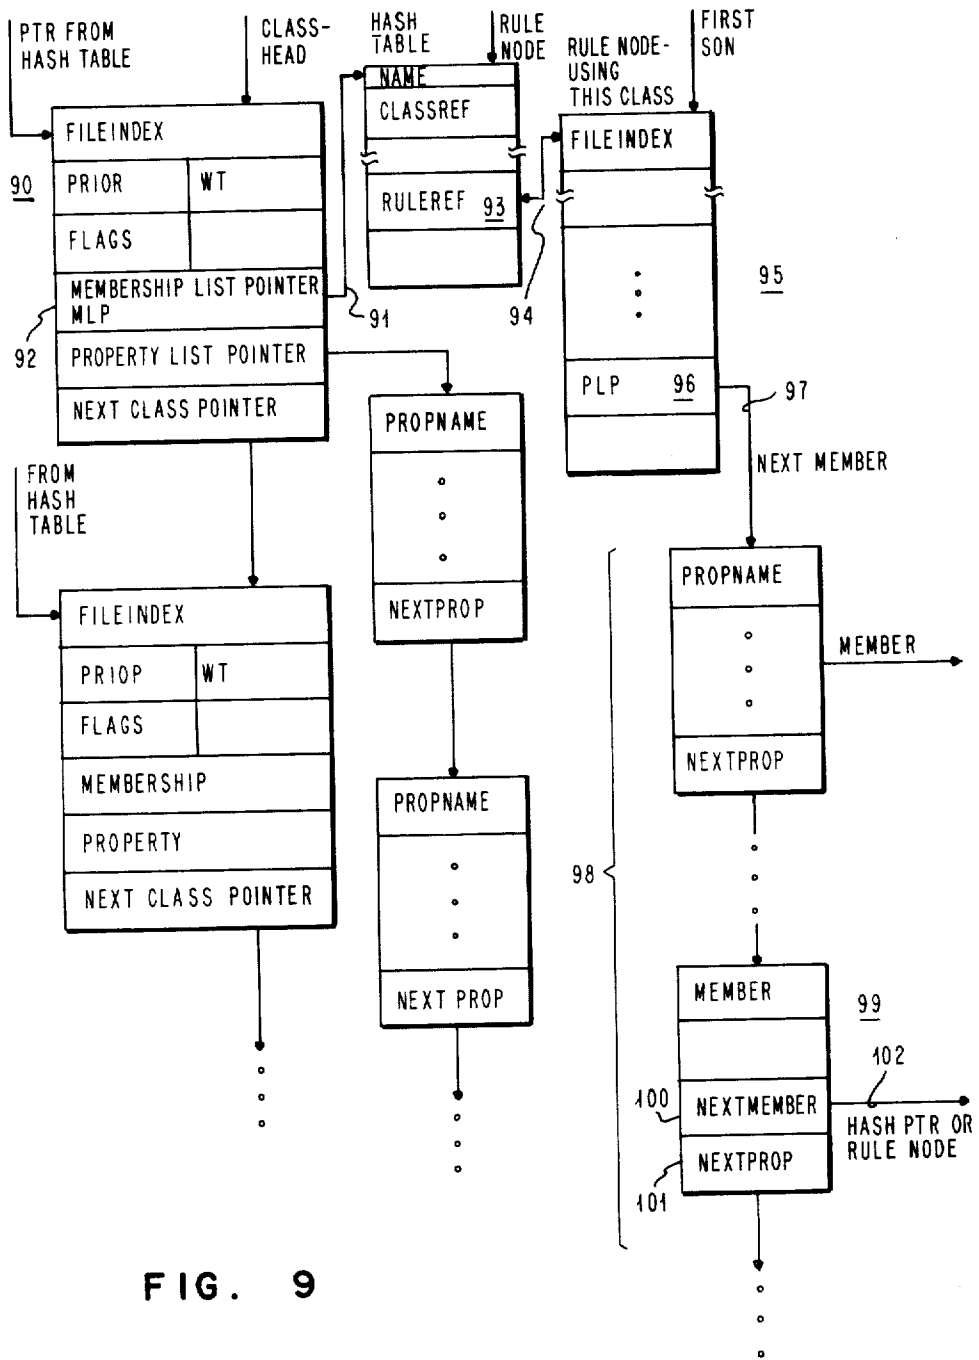 PTR FROM
HASH TABLE
CLASS-
HEAD
HASH
TABLE
RULE
NODE
RULE NODE-
USING
THIS CLASS
FIRST
SON
90
FILEINDEX
PRIOR WT
FLAGS
MEMBERSHIP LIST POINTER
MLP
PROPERTY LIST POINTER
NEXT CLASS POINTER
92
91
NAME
CLASSREF
RULEREF 93
94
FILEINDEX
95
PLP 96
97
NEXT MEMBER
FROM
HASH
TABLE
FILEINDEX
PRIOP WT
FLAGS
MEMBERSHIP
PROPERTY
NEXT CLASS POINTER
PROPNAME
NEXTPROP
PROPNAME
NEXT PROP
98
PROPNAME
MEMBER
NEXTPROP
MEMBER
99
102
100
NEXTMEMBER
HASH PTR OR
RULE NODE
NEXTPROP
101
FIG. 9